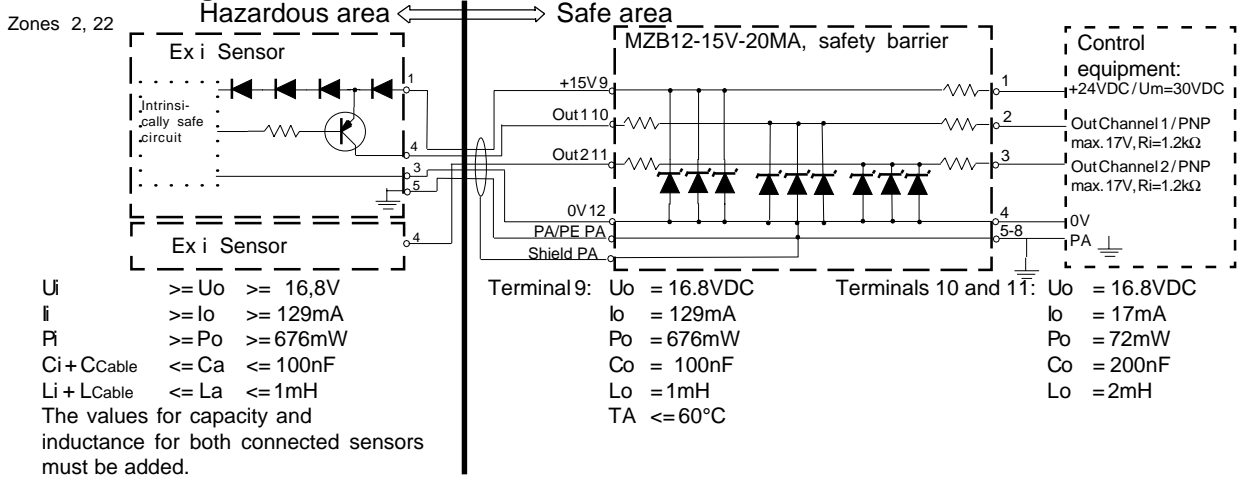 Hazardous area
Safe area
Zones 2, 22
Ex i Sensor
Intrinsi-
cally safe
circuit
1
4
3
5
Ex i Sensor
4
+15V 9
Out1 10
Out2 11
0V 12
PA/PE PA
Shield PA
MZB12-15V-20MA, safety barrier
1
2
3
4
5-8
Control
equipment:
+24VDC / Um=30VDC
Out Channel 1 / PNP
max. 17V, Ri=1.2kΩ
Out Channel 2 / PNP
max. 17V, Ri=1.2kΩ
0V
PA
Ui >= Uo >= 16,8V
Ii >= Io >= 129mA
Pi >= Po >= 676mW
Ci + CCable <= Ca <= 100nF
Li + LCable <= La <= 1mH
The values for capacity and
inductance for both connected sensors
must be added.
Terminal 9: Uo = 16.8VDC
Io = 129mA
Po = 676mW
Co = 100nF
Lo = 1mH
TA <= 60°C
Terminals 10 and 11: Uo = 16.8VDC
Io = 17mA
Po = 72mW
Co = 200nF
Lo = 2mH